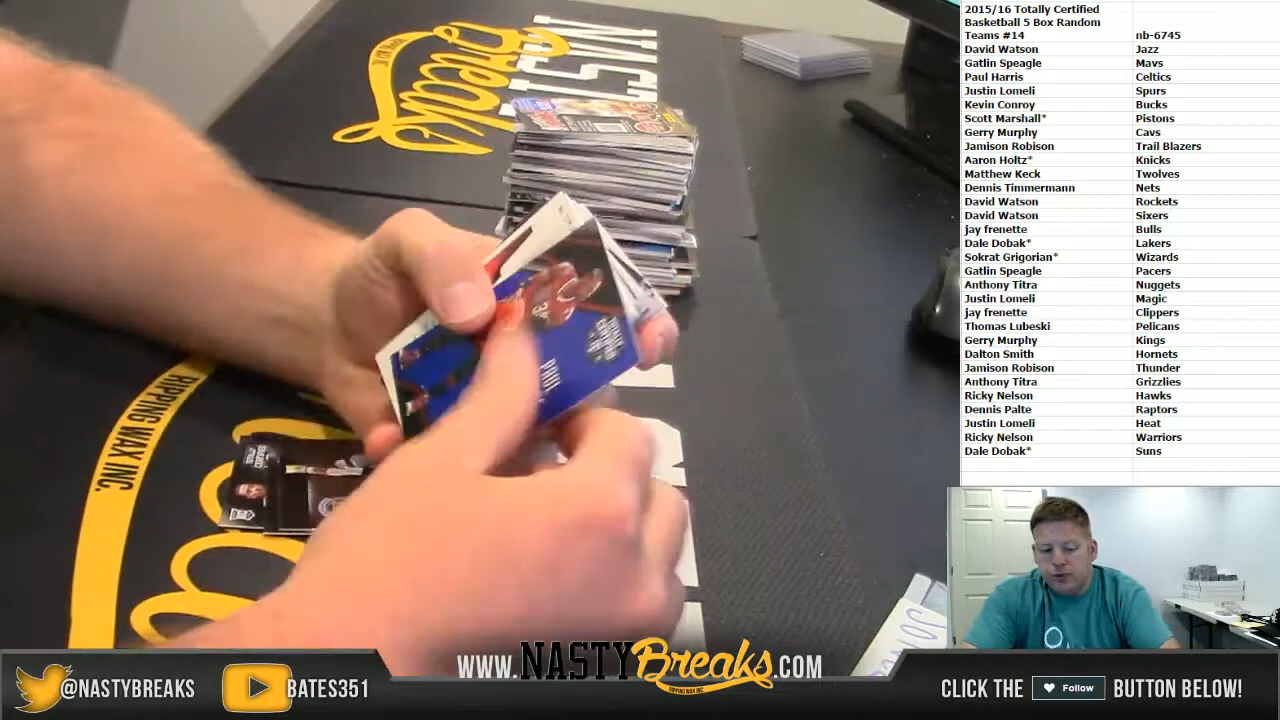 2015/16 Totally Certified
Basketball 5 Box Random
Teams #14 nb-6745
David Watson Jazz
Gatlin Speagle Mavs
Paul Harris Celtics
Justin Lomeli Spurs
Kevin Conroy Bucks
Scott Marshall* Pistons
Gerry Murphy Cavs
Jamison Robison Trail Blazers
Aaron Holtz* Knicks
Matthew Keck Twolves
Dennis Timmermann Nets
David Watson Rockets
David Watson Sixers
jay frenette Bulls
Dale Dobak* Lakers
Sokrat Grigorian* Wizards
Gatlin Speagle Pacers
Anthony Titra Nuggets
Justin Lomeli Magic
jay frenette Clippers
Thomas Lubeski Pelicans
Gerry Murphy Kings
Dalton Smith Hornets
Jamison Robison Thunder
Anthony Titra Grizzlies
Ricky Nelson Hawks
Dennis Palte Raptors
Justin Lomeli Heat
Ricky Nelson Warriors
Dale Dobak* Suns
Breaks
RIPPING WAX INC.
@NASTYBREAKS
BATES351
WWW.NASTYBreaks.COM
RIPPING WAX INC.
CLICK THE Follow BUTTON BELOW!